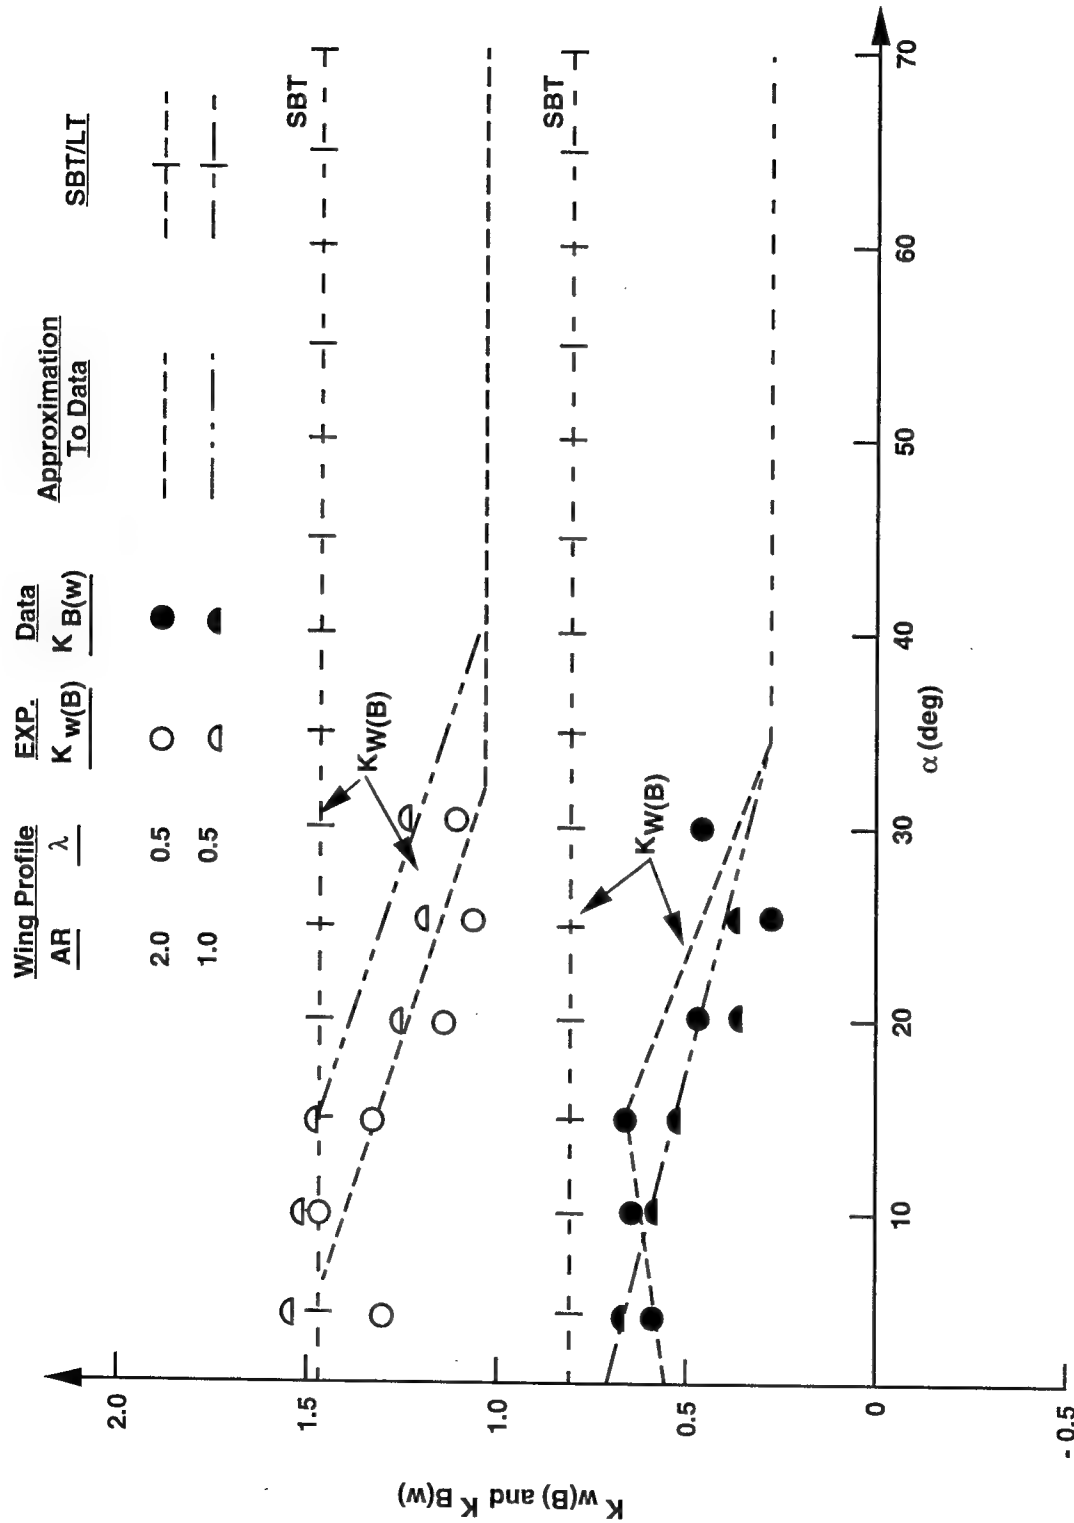 Wing Profile EXP. Data Approximation To Data SBT/LT
AR λ K W(B) K B(w)
2.0 0.5
1.0 0.5
SBT
KW(B)
SBT
KW(B)
K W(B) and K B(w)
2.0
1.5
1.0
0.5
0
- 0.5
10 20 30 40 50 60 70
α (deg)